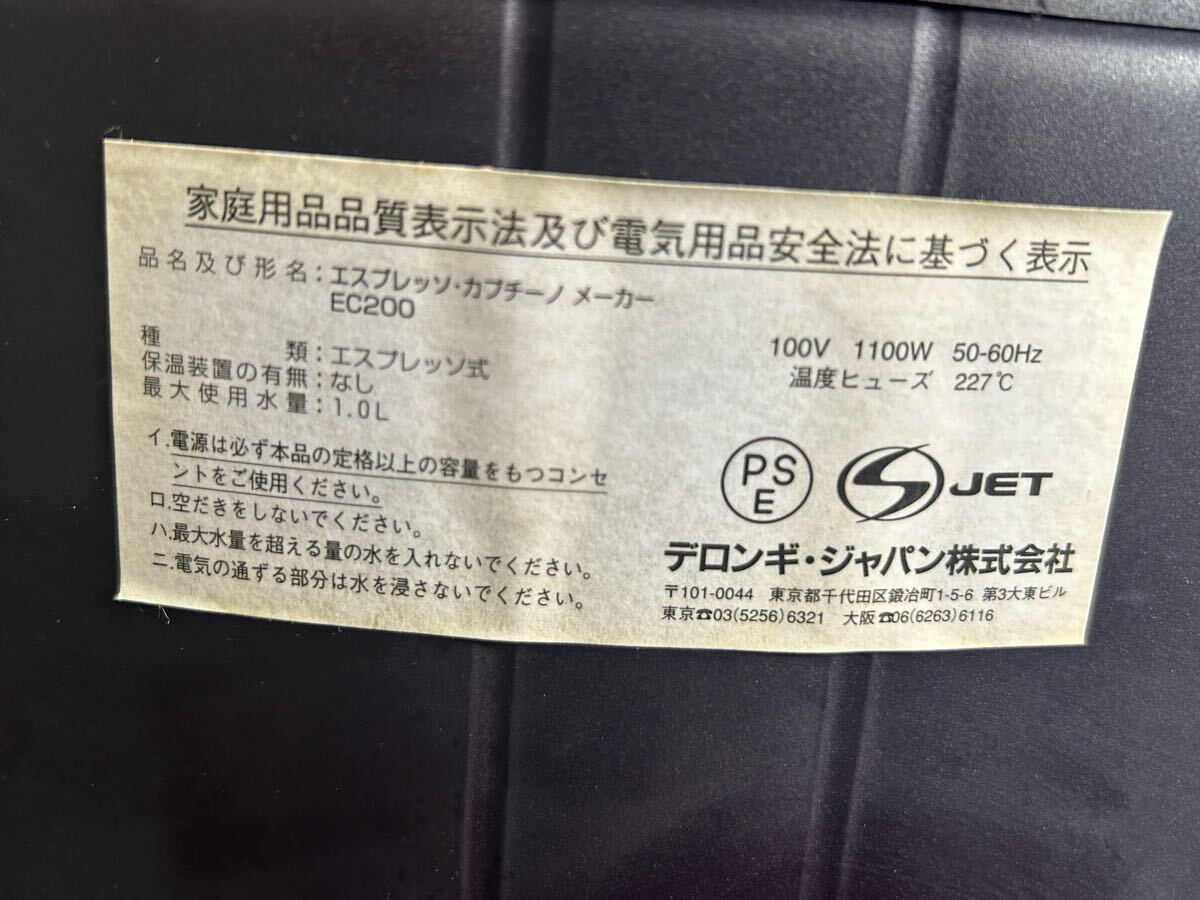 家庭用品品質表示法及び電気用品安全法に基づく表示
品名及び形名：エスプレッソ・カプチーノ メーカー
EC200
種類：エスプレッソ式
保温装置の有無：なし
最大使用水量：1.0L
100V 1100W 50-60Hz
温度ヒューズ 227℃
イ.電源は必ず本品の定格以上の容量をもつコンセ
ントをご使用ください。
ロ.空だきをしないでください。
ハ.最大水量を超える量の水を入れないでください。
ニ.電気の通ずる部分は水を浸さないでください。
PS
E
JET
デロンギ・ジャパン株式会社
〒101-0044 東京都千代田区鍛冶町1-5-6 第3大東ビル
東京☎03(5256)6321 大阪☎06(6263)6116